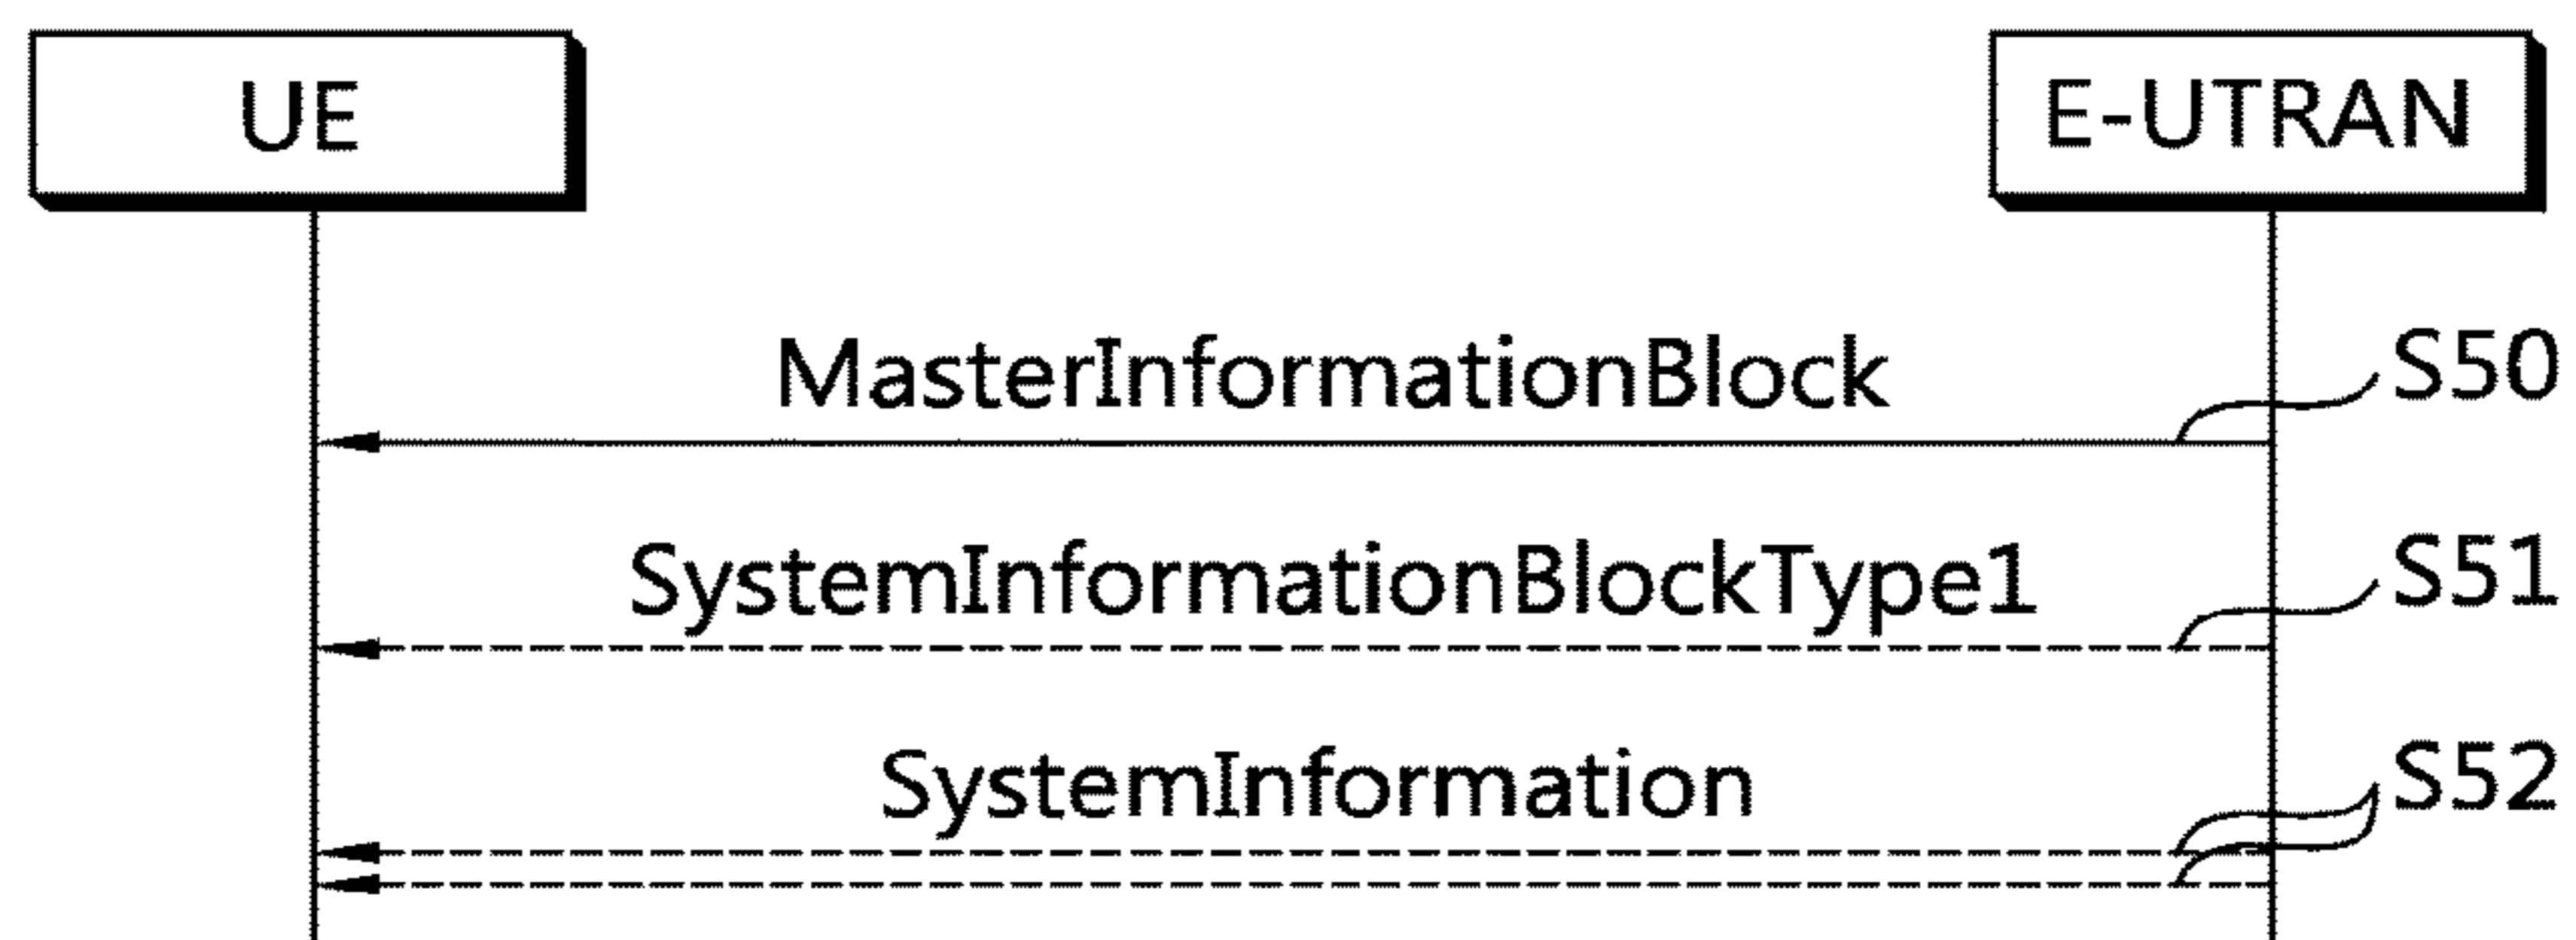 UE
E-UTRAN
MasterInformationBlock
S50
SystemInformationBlockType1
S51
SystemInformation
S52